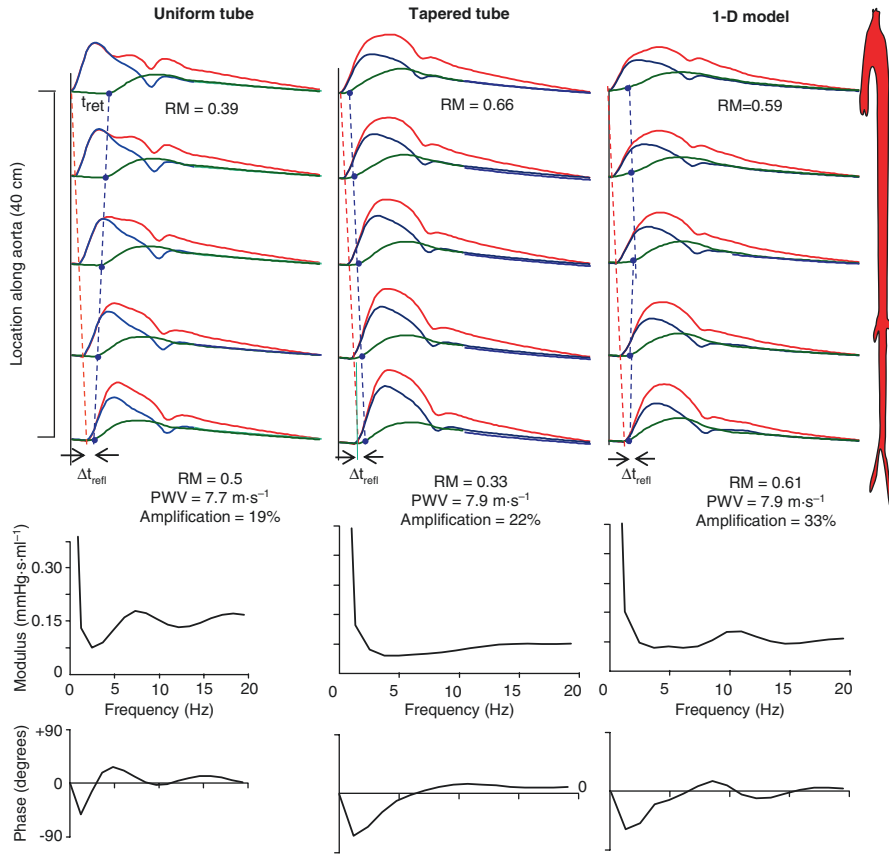 Uniform tube
Tapered tube
1-D model
Location along aorta (40 cm)
t_ret
RM = 0.39
RM = 0.66
RM=0.59
Δt_refl
RM = 0.5
PWV = 7.7 m·s⁻¹
Amplification = 19%
Δt_refl
RM = 0.33
PWV = 7.9 m·s⁻¹
Amplification = 22%
Δt_refl
RM = 0.61
PWV = 7.9 m·s⁻¹
Amplification = 33%
Modulus (mmHg·s·ml⁻¹)
0.30
0.15
0
0 5 10 15 20
Frequency (Hz)
0 5 10 15 20
Frequency (Hz)
0 5 10 15 20
Frequency (Hz)
Phase (degrees)
+90
0
-90
0